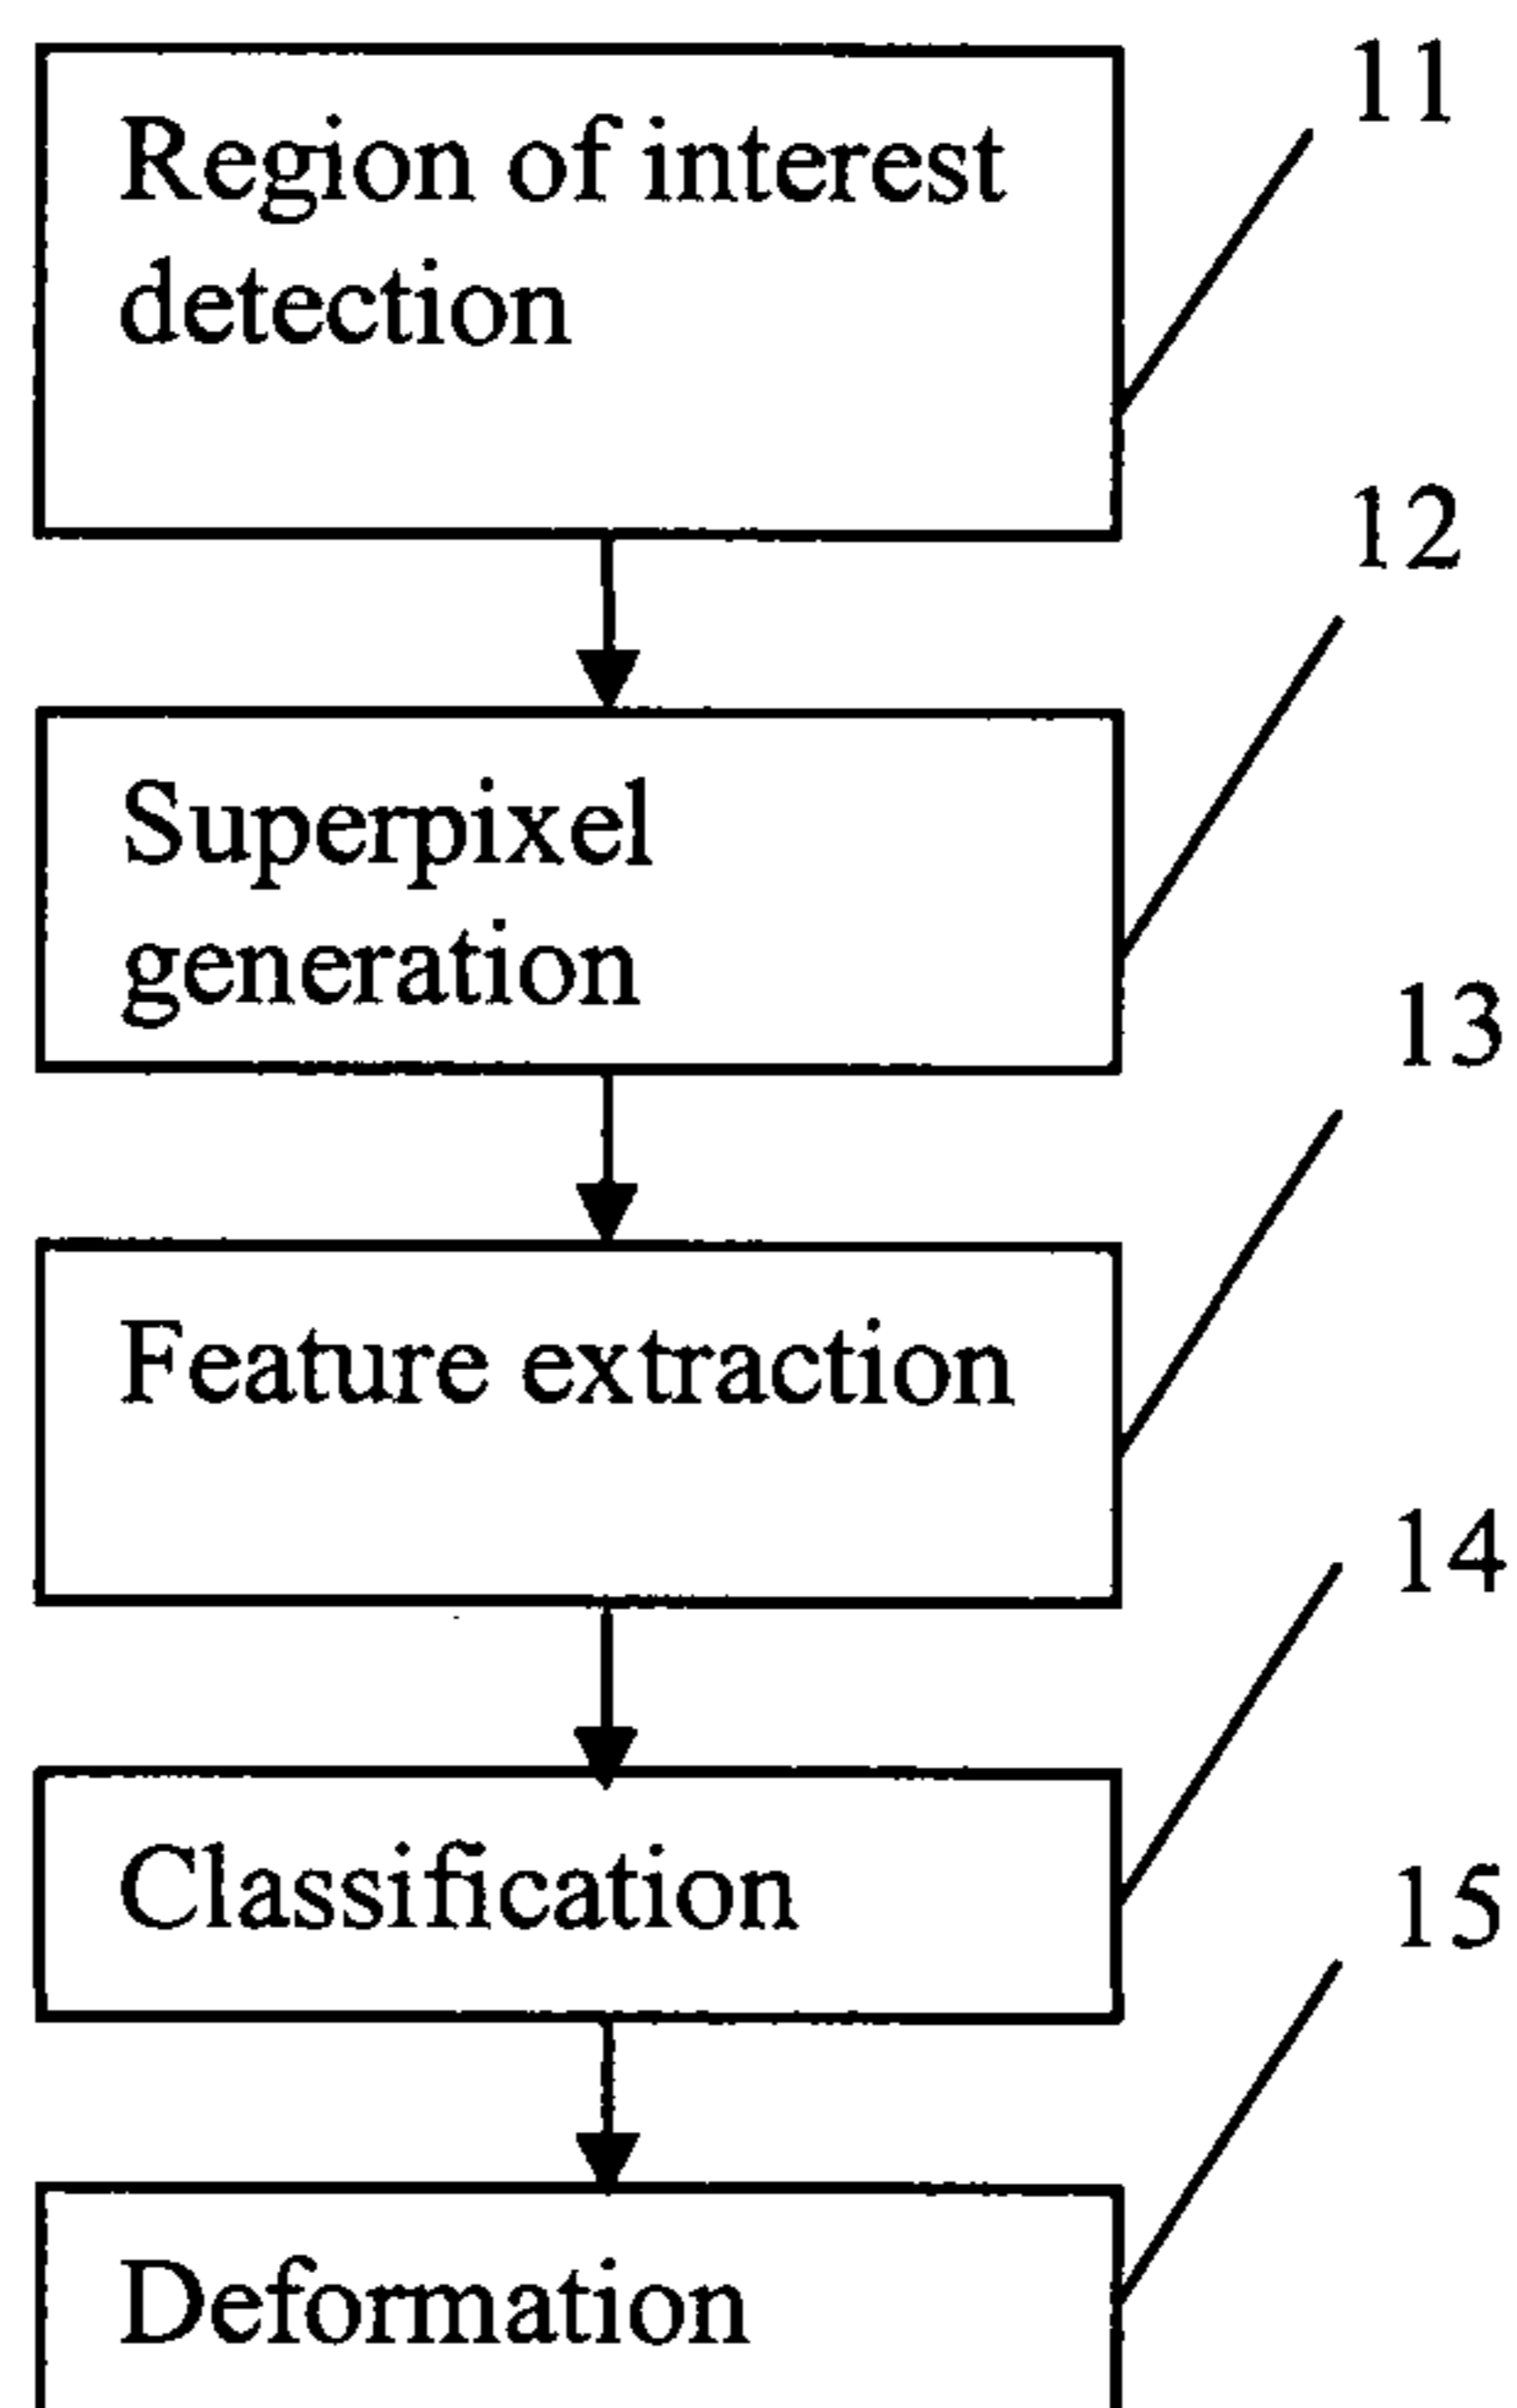 11
Region of interest
detection
12
Superpixel
generation
13
Feature extraction
14
Classification
15
Deformation